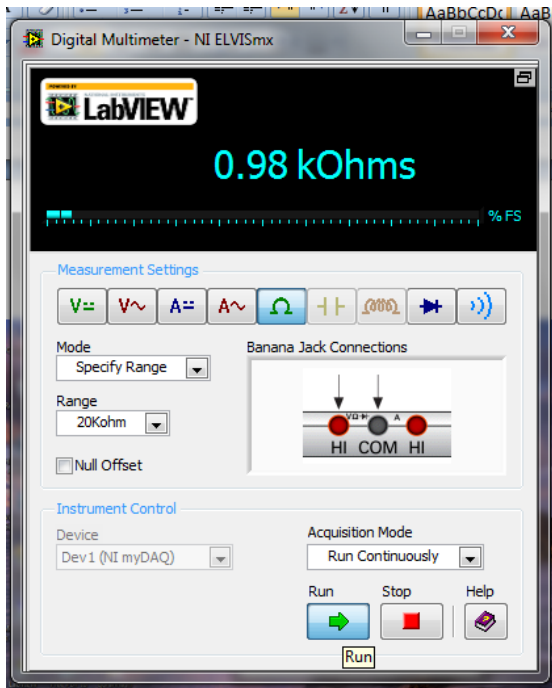 AaBbCcDc AaB
Digital Multimeter - NI ELVISmx
LabVIEW
0.98 kOhms
% FS
Measurement Settings
V
V
A
A
Ω
Mode
Banana Jack Connections
Specify Range
Range
20Kohm
VΩ
A
HI COM HI
Null Offset
Instrument Control
Device
Acquisition Mode
Dev1 (NI myDAQ)
Run Continuously
Run
Stop
Help
Run